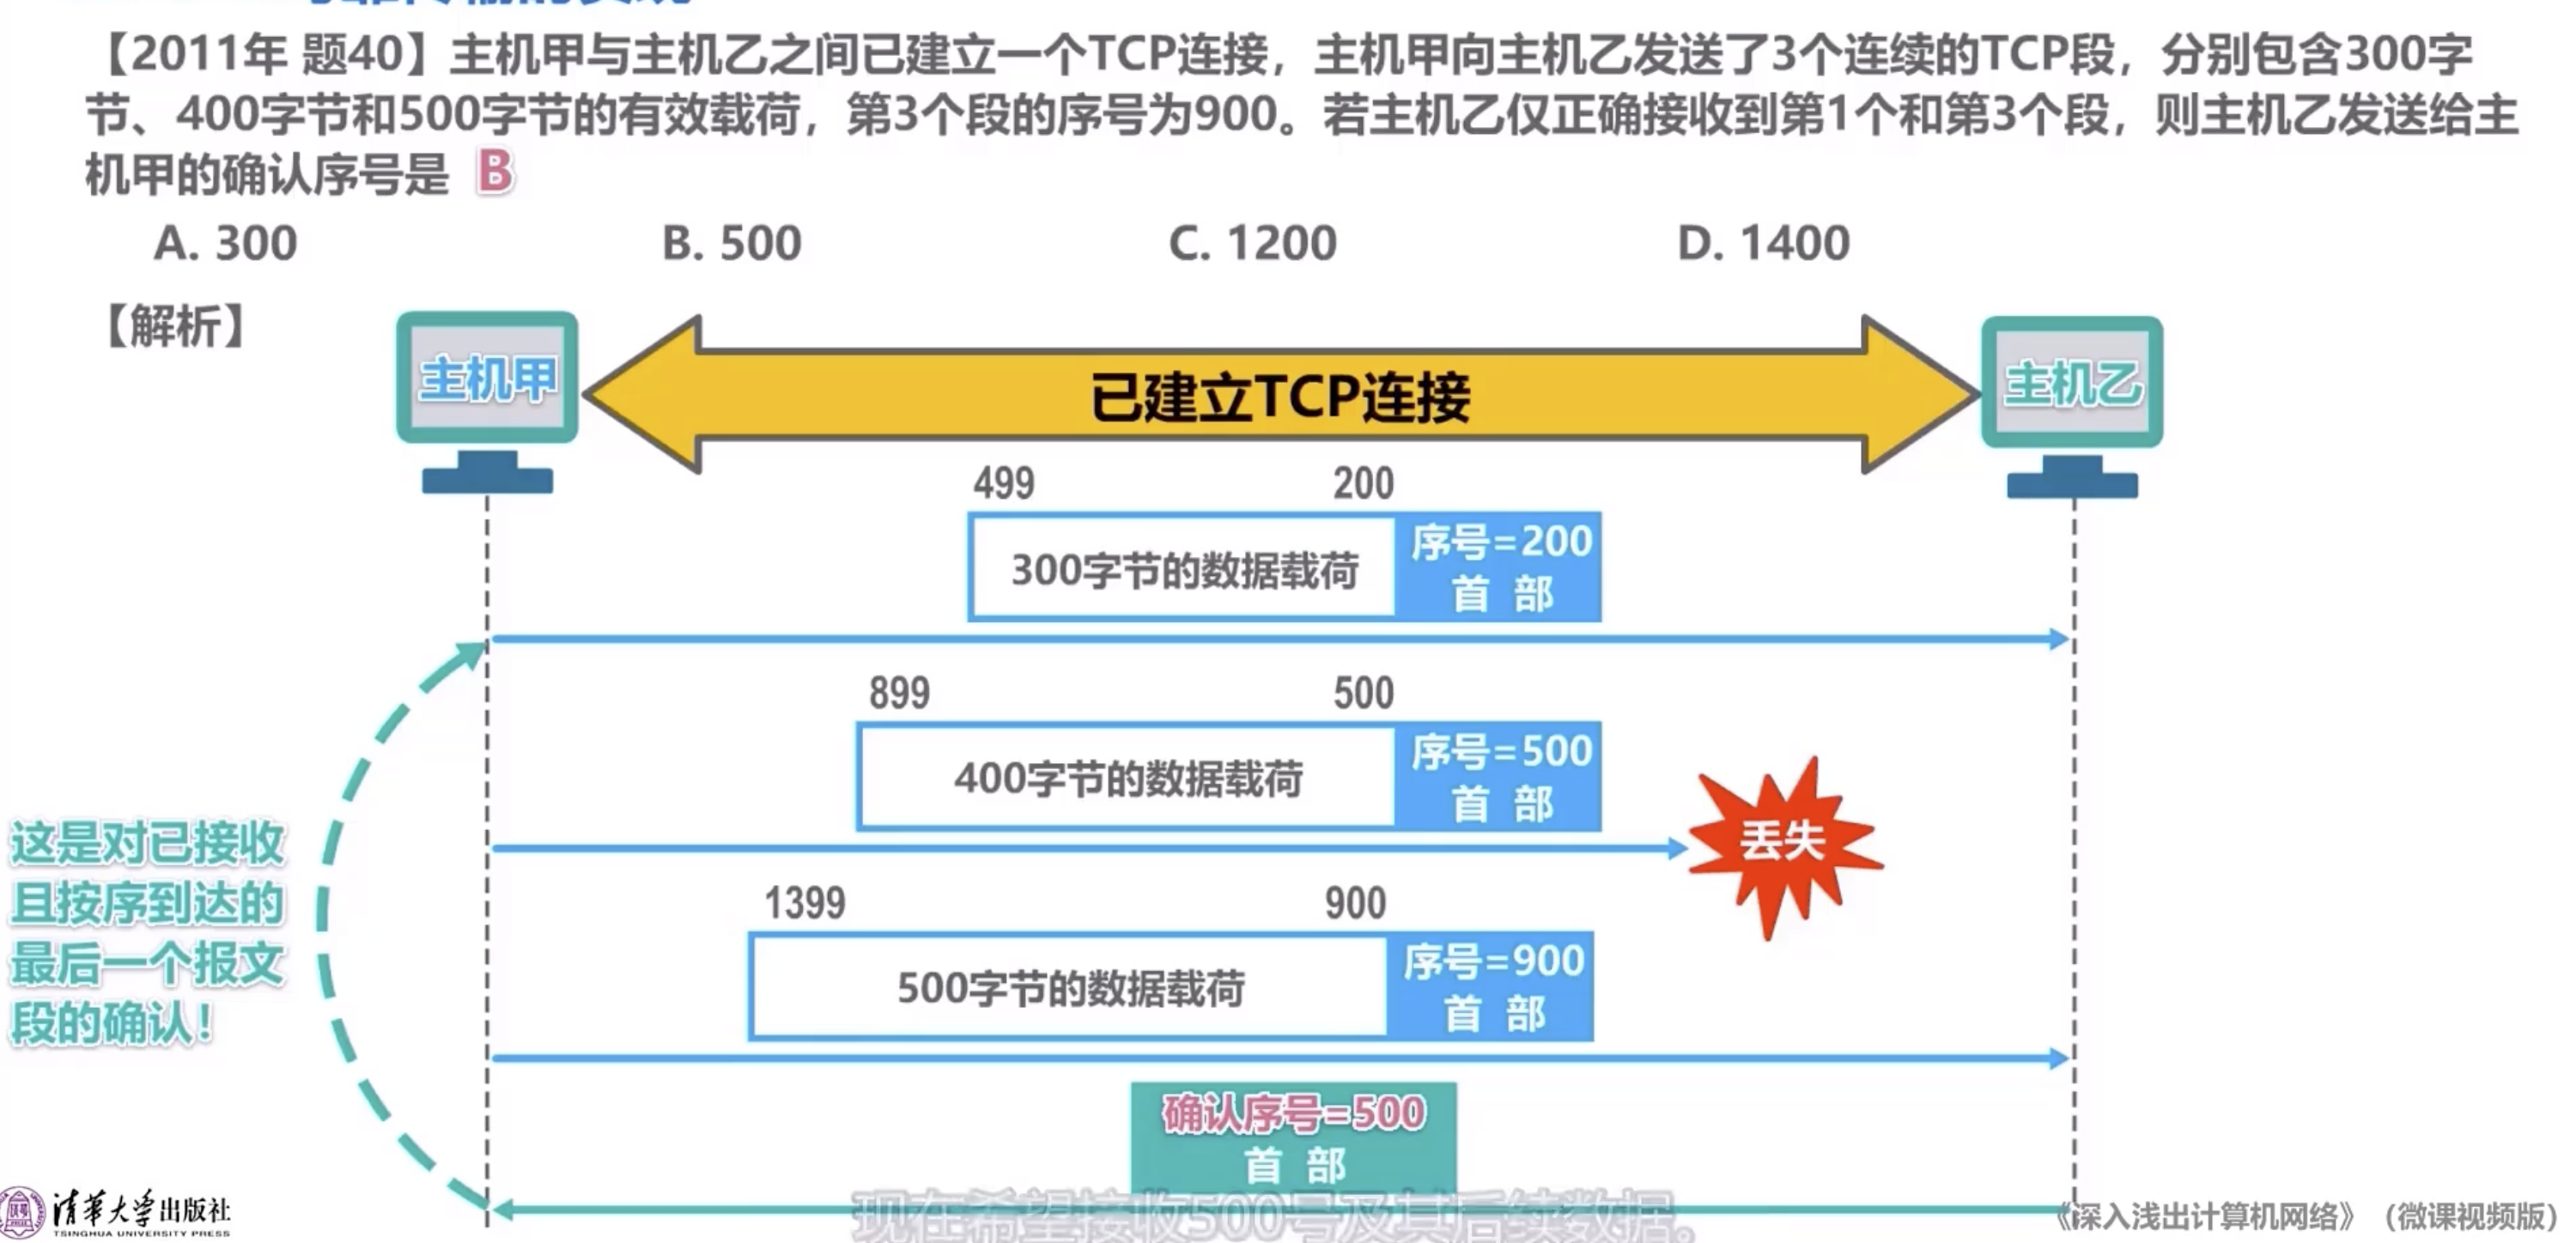 【2011年 题40】主机甲与主机乙之间已建立一个TCP连接，主机甲向主机乙发送了3个连续的TCP段，分别包含300字
节、400字节和500字节的有效载荷，第3个段的序号为900。若主机乙仅正确接收到第1个和第3个段，则主机乙发送给主
机甲的确认序号是 B
A. 300 B. 500 C. 1200 D. 1400
【解析】
主机甲
已建立TCP连接
主机乙
499 200
300字节的数据载荷
序号=200
首 部
899 500
400字节的数据载荷
序号=500
首 部
丢失
1399 900
500字节的数据载荷
序号=900
首 部
这是对已接收
且按序到达的
最后一个报文
段的确认！
确认序号=500
首 部
现在希望接收500号及其后续数据。
清华大学出版社
TSINGHUA UNIVERSITY PRESS
《深入浅出计算机网络》（微课视频版）